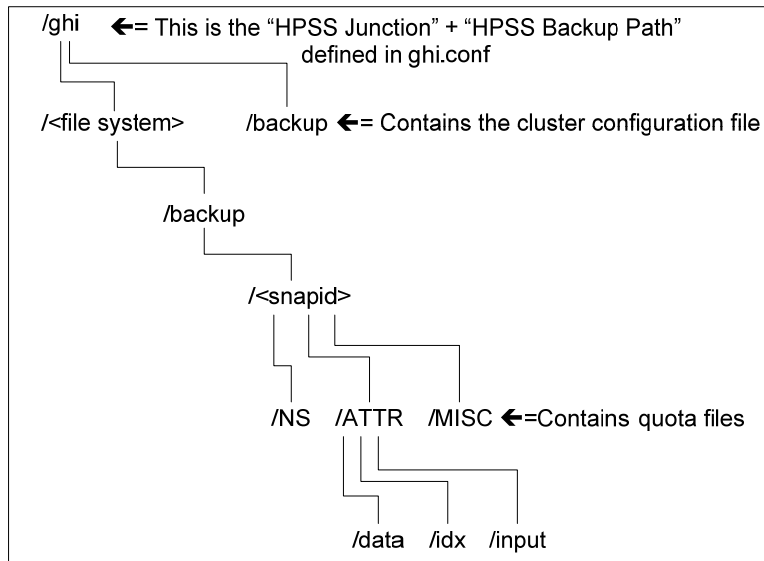 /ghi 🡸= This is the “HPSS Junction” + “HPSS Backup Path”
defined in ghi.conf
/<file system> /backup 🡸= Contains the cluster configuration file
/backup
/<snapid>
/NS /ATTR /MISC 🡸=Contains quota files
/data /idx /input